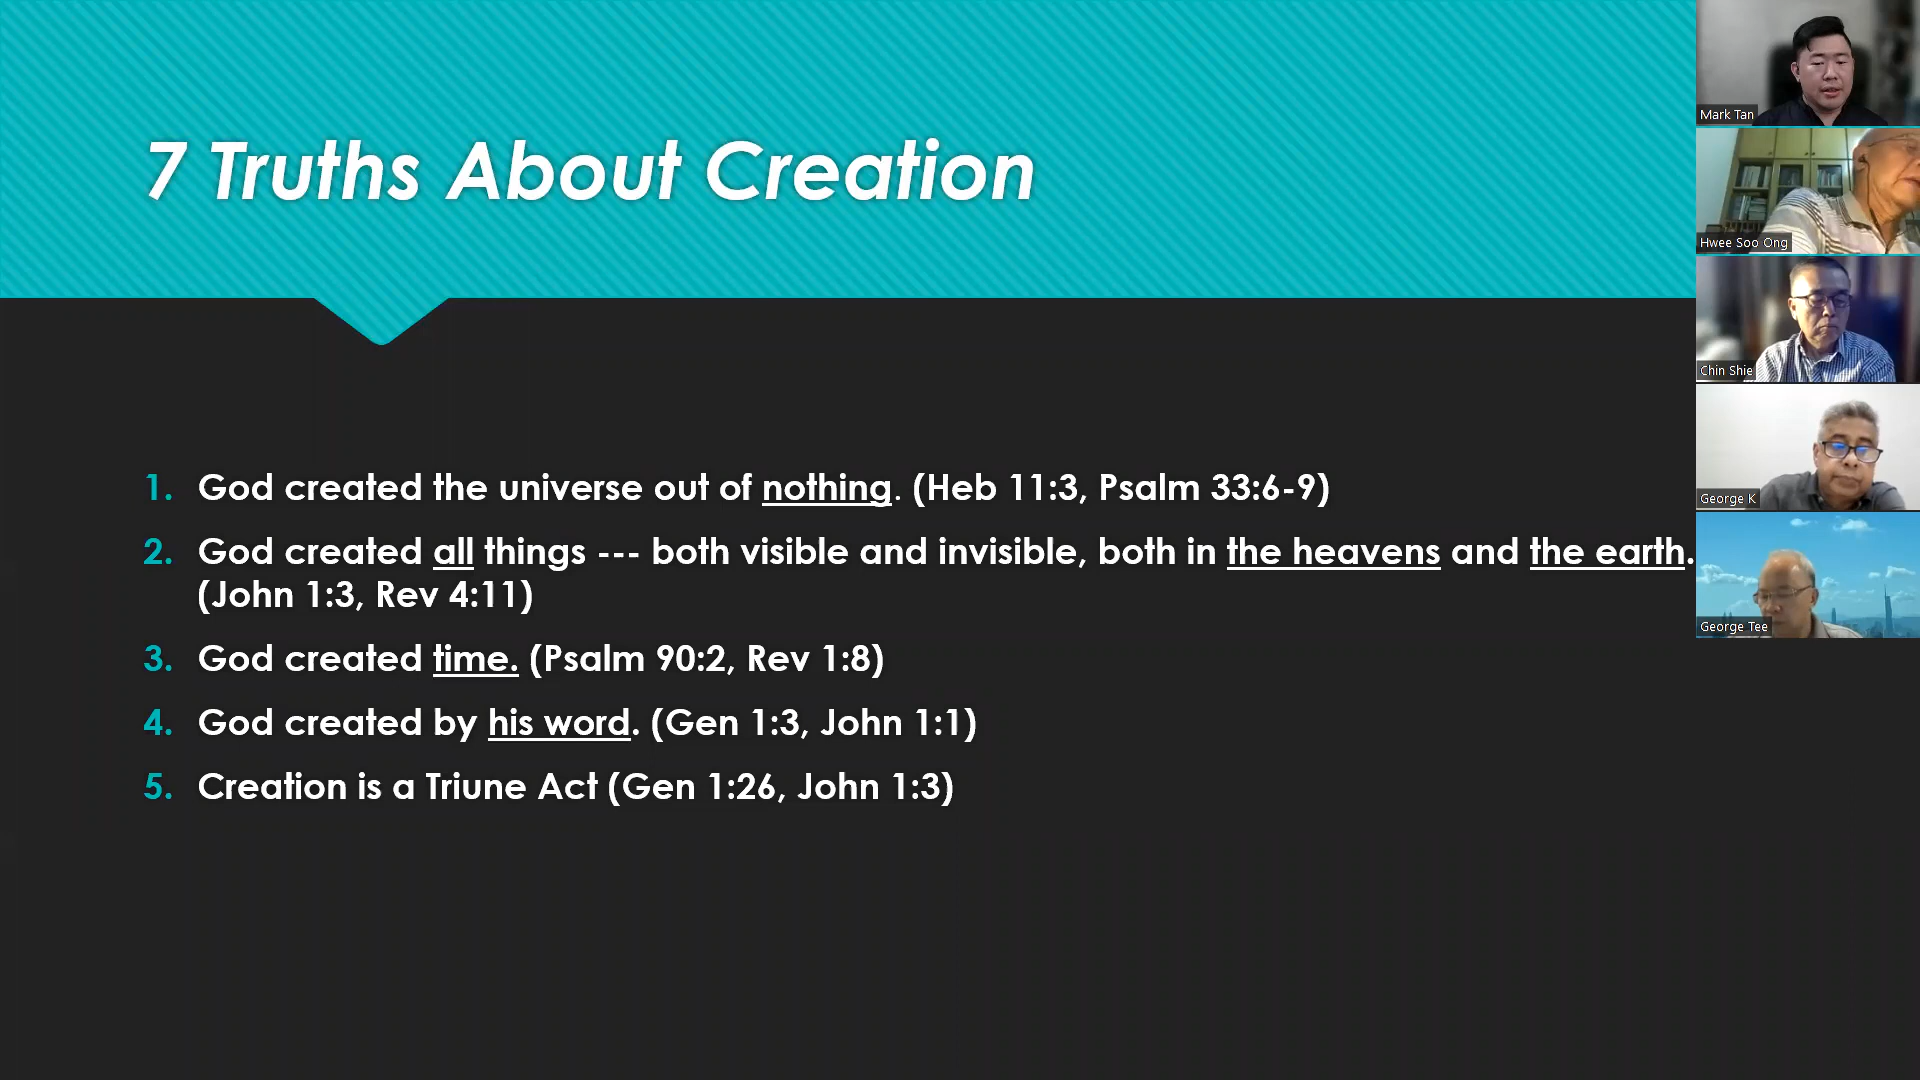 7 Truths About Creation
1. God created the universe out of nothing. (Heb 11:3, Psalm 33:6-9)
2. God created all things --- both visible and invisible, both in the heavens and the earth.
(John 1:3, Rev 4:11)
3. God created time. (Psalm 90:2, Rev 1:8)
4. God created by his word. (Gen 1:3, John 1:1)
5. Creation is a Triune Act (Gen 1:26, John 1:3)
Mark Tan
Hwee Soo Ong
Chin Shie
George K
George Tee